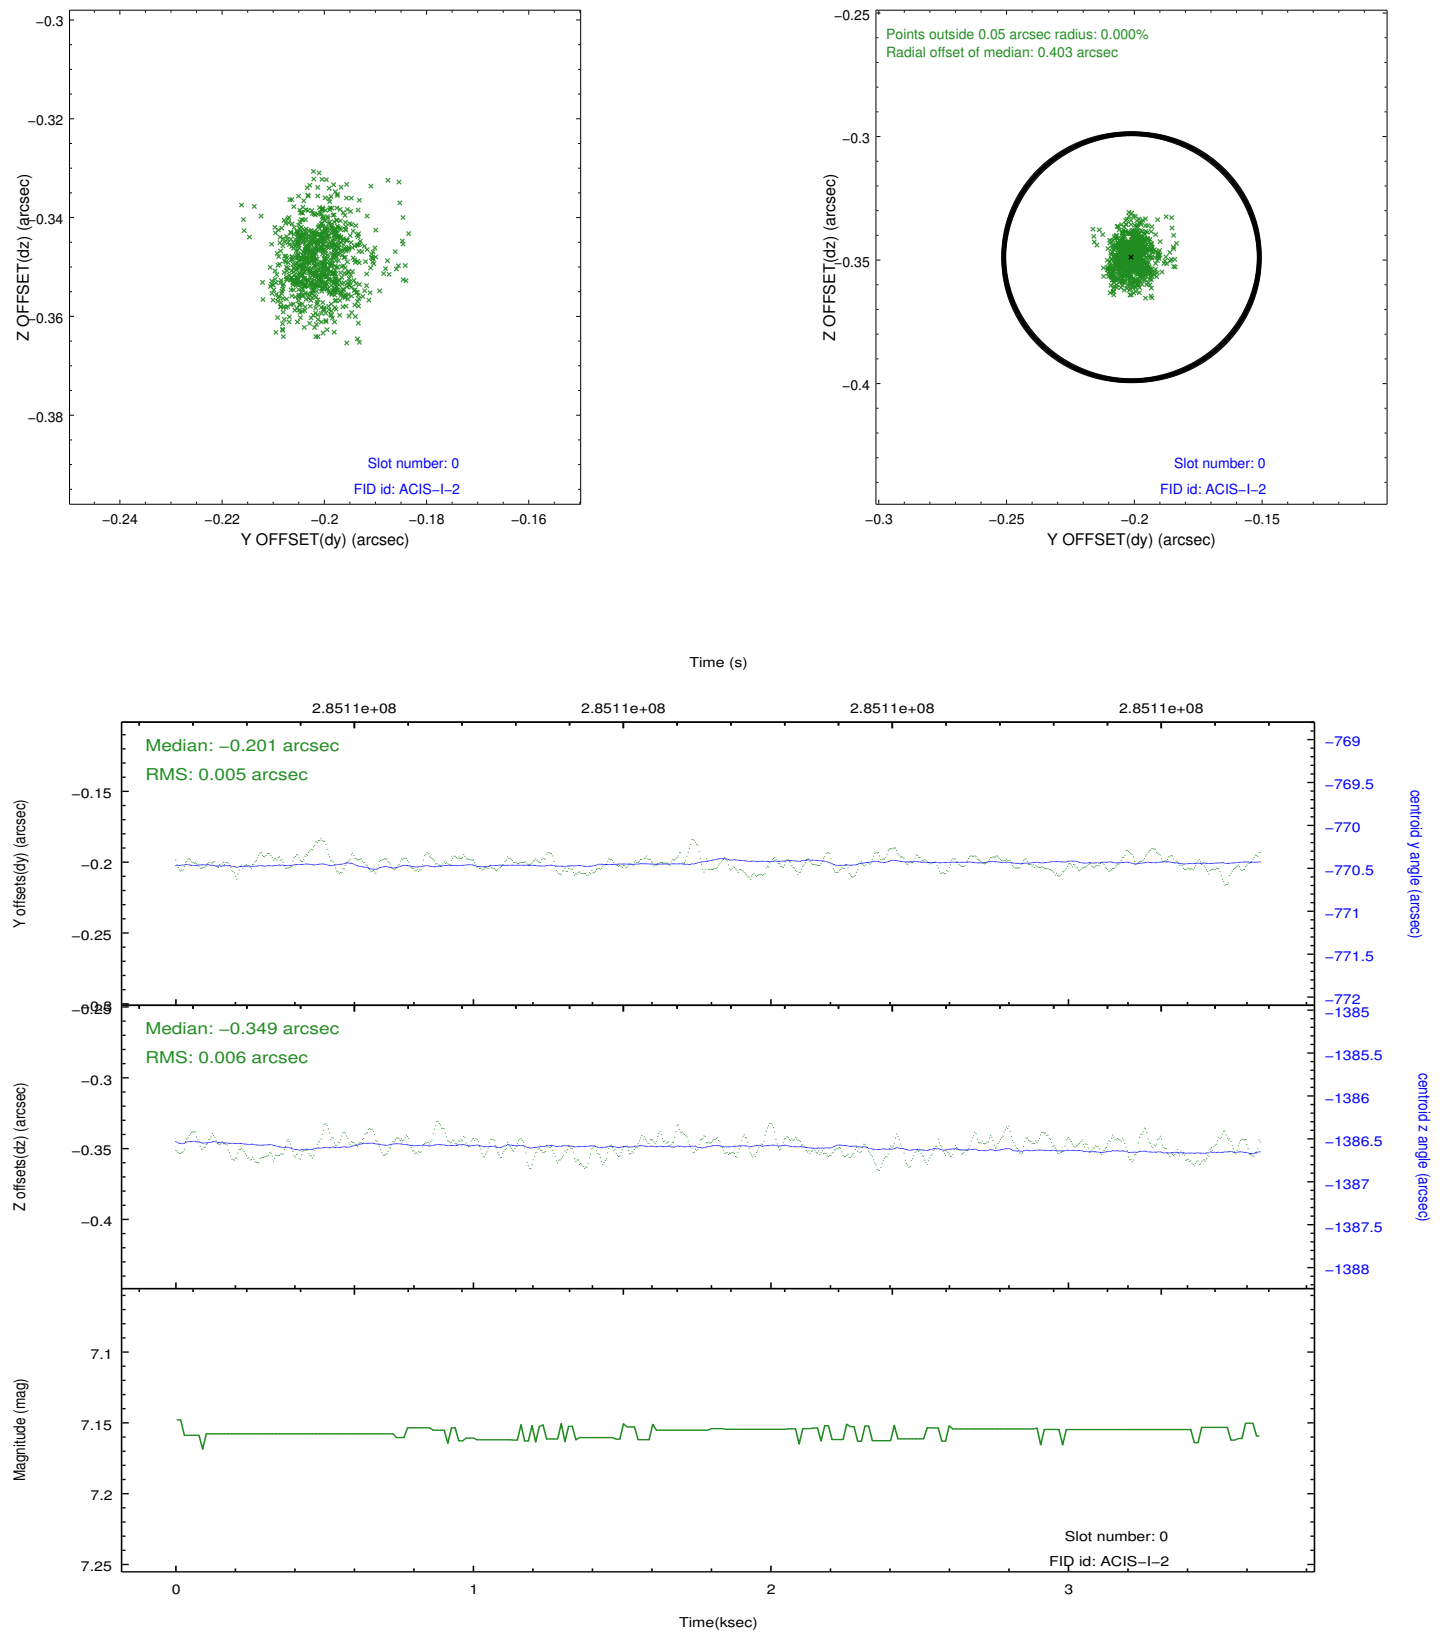 −0.3
−0.32
−0.34
−0.36
−0.38
Z OFFSET(dz) (arcsec)
Slot number: 0
FID id: ACIS−I−2
−0.24 −0.22 −0.2 −0.18 −0.16
Y OFFSET(dy) (arcsec)
−0.25
−0.3
−0.35
−0.4
Z OFFSET(dz) (arcsec)
Points outside 0.05 arcsec radius: 0.000%
Radial offset of median: 0.403 arcsec
Slot number: 0
FID id: ACIS−I−2
−0.3 −0.25 −0.2 −0.15
Y OFFSET(dy) (arcsec)
Time (s)
2.8511e+08 2.8511e+08 2.8511e+08 2.8511e+08
Median: −0.201 arcsec
RMS: 0.005 arcsec
−0.15
−0.2
−0.25
−0.3
Y offsets(dy) (arcsec)
−769
−769.5
−770
−770.5
−771
−771.5
−772
centroid y angle (arcsec)
Median: −0.349 arcsec
RMS: 0.006 arcsec
−0.25
−0.3
−0.35
−0.4
Z offsets(dz) (arcsec)
−1385
−1385.5
−1386
−1386.5
−1387
−1387.5
−1388
centroid z angle (arcsec)
7.1
7.15
7.2
7.25
Magnitude (mag)
Slot number: 0
FID id: ACIS−I−2
0 1 2 3
Time(ksec)